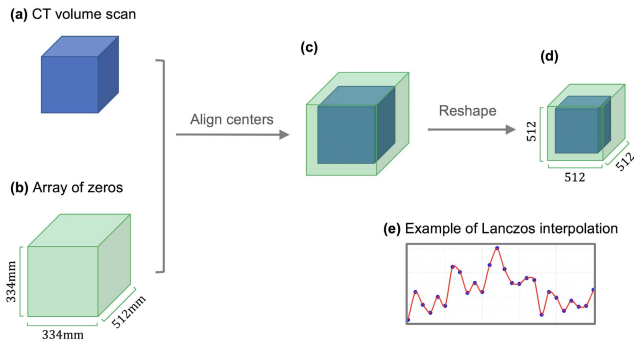 (a) CT volume scan
(c)
(d)
Align centers
Reshape
512
512
512
(b) Array of zeros
(e) Example of Lanczos interpolation
334mm
512mm
334mm